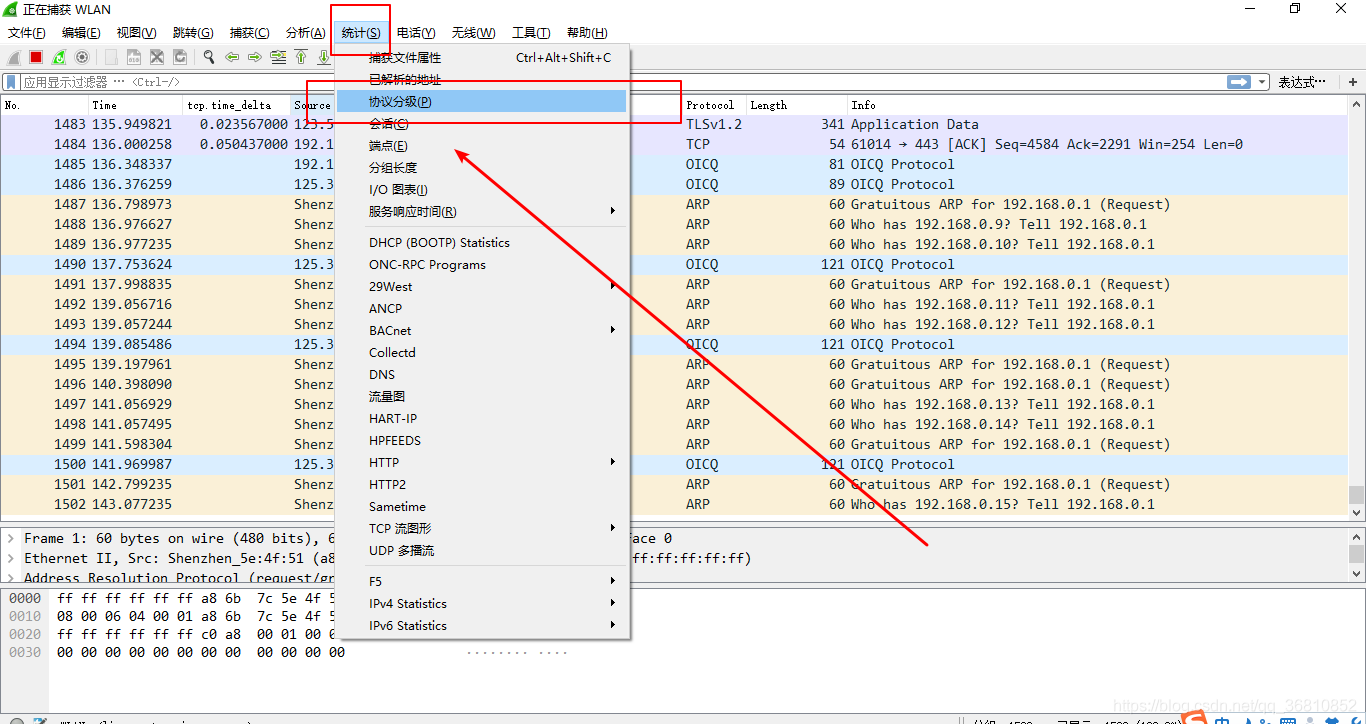 正在捕获 WLAN
文件(F) 编辑(E) 视图(V) 跳转(G) 捕获(C) 分析(A) 统计(S) 电话(Y) 无线(W) 工具(T) 帮助(H)
应用显示过滤器 … <Ctrl-/> 表达式…
捕获文件属性 Ctrl+Alt+Shift+C
已解析的地址
协议分级(P)
会话(C)
端点(E)
分组长度
I/O 图表(I)
服务响应时间(R)
DHCP (BOOTP) Statistics
ONC-RPC Programs
29West
ANCP
BACnet
Collectd
DNS
流量图
HART-IP
HPFEEDS
HTTP
HTTP2
Sametime
TCP 流图形
UDP 多播流
F5
IPv4 Statistics
IPv6 Statistics
No. Time tcp.time_delta Source Protocol Length Info
1483 135.949821 0.023567000 123.5 TLSv1.2 341 Application Data
1484 136.000258 0.050437000 192.1 TCP 54 61014 → 443 [ACK] Seq=4584 Ack=2291 Win=254 Len=0
1485 136.348337 192.1 OICQ 81 OICQ Protocol
1486 136.376259 125.3 OICQ 89 OICQ Protocol
1487 136.798973 Shenz ARP 60 Gratuitous ARP for 192.168.0.1 (Request)
1488 136.976627 Shenz ARP 60 Who has 192.168.0.9? Tell 192.168.0.1
1489 136.977235 Shenz ARP 60 Who has 192.168.0.10? Tell 192.168.0.1
1490 137.753624 125.3 OICQ 121 OICQ Protocol
1491 137.998835 Shenz ARP 60 Gratuitous ARP for 192.168.0.1 (Request)
1492 139.056716 Shenz ARP 60 Who has 192.168.0.11? Tell 192.168.0.1
1493 139.057244 Shenz ARP 60 Who has 192.168.0.12? Tell 192.168.0.1
1494 139.085486 125.3 OICQ 121 OICQ Protocol
1495 139.197961 Shenz ARP 60 Gratuitous ARP for 192.168.0.1 (Request)
1496 140.398090 Shenz ARP 60 Gratuitous ARP for 192.168.0.1 (Request)
1497 141.056929 Shenz ARP 60 Who has 192.168.0.13? Tell 192.168.0.1
1498 141.057495 Shenz ARP 60 Who has 192.168.0.14? Tell 192.168.0.1
1499 141.598304 Shenz ARP 60 Gratuitous ARP for 192.168.0.1 (Request)
1500 141.969987 125.3 OICQ 121 OICQ Protocol
1501 142.799235 Shenz ARP 60 Gratuitous ARP for 192.168.0.1 (Request)
1502 143.077235 Shenz ARP 60 Who has 192.168.0.15? Tell 192.168.0.1
Frame 1: 60 bytes on wire (480 bits), 6 face 0
Ethernet II, Src: Shenzhen_5e:4f:51 (a8 ff:ff:ff:ff:ff)
Address Resolution Protocol (request/gr
0000 ff ff ff ff ff ff a8 6b 7c 5e 4f 5
0010 08 00 06 04 00 01 a8 6b 7c 5e 4f 5
0020 ff ff ff ff ff ff c0 a8 00 01 00 0
0030 00 00 00 00 00 00 00 00 00 00 00 00 ········ ····
https://blog.csdn.net/qq_36810852